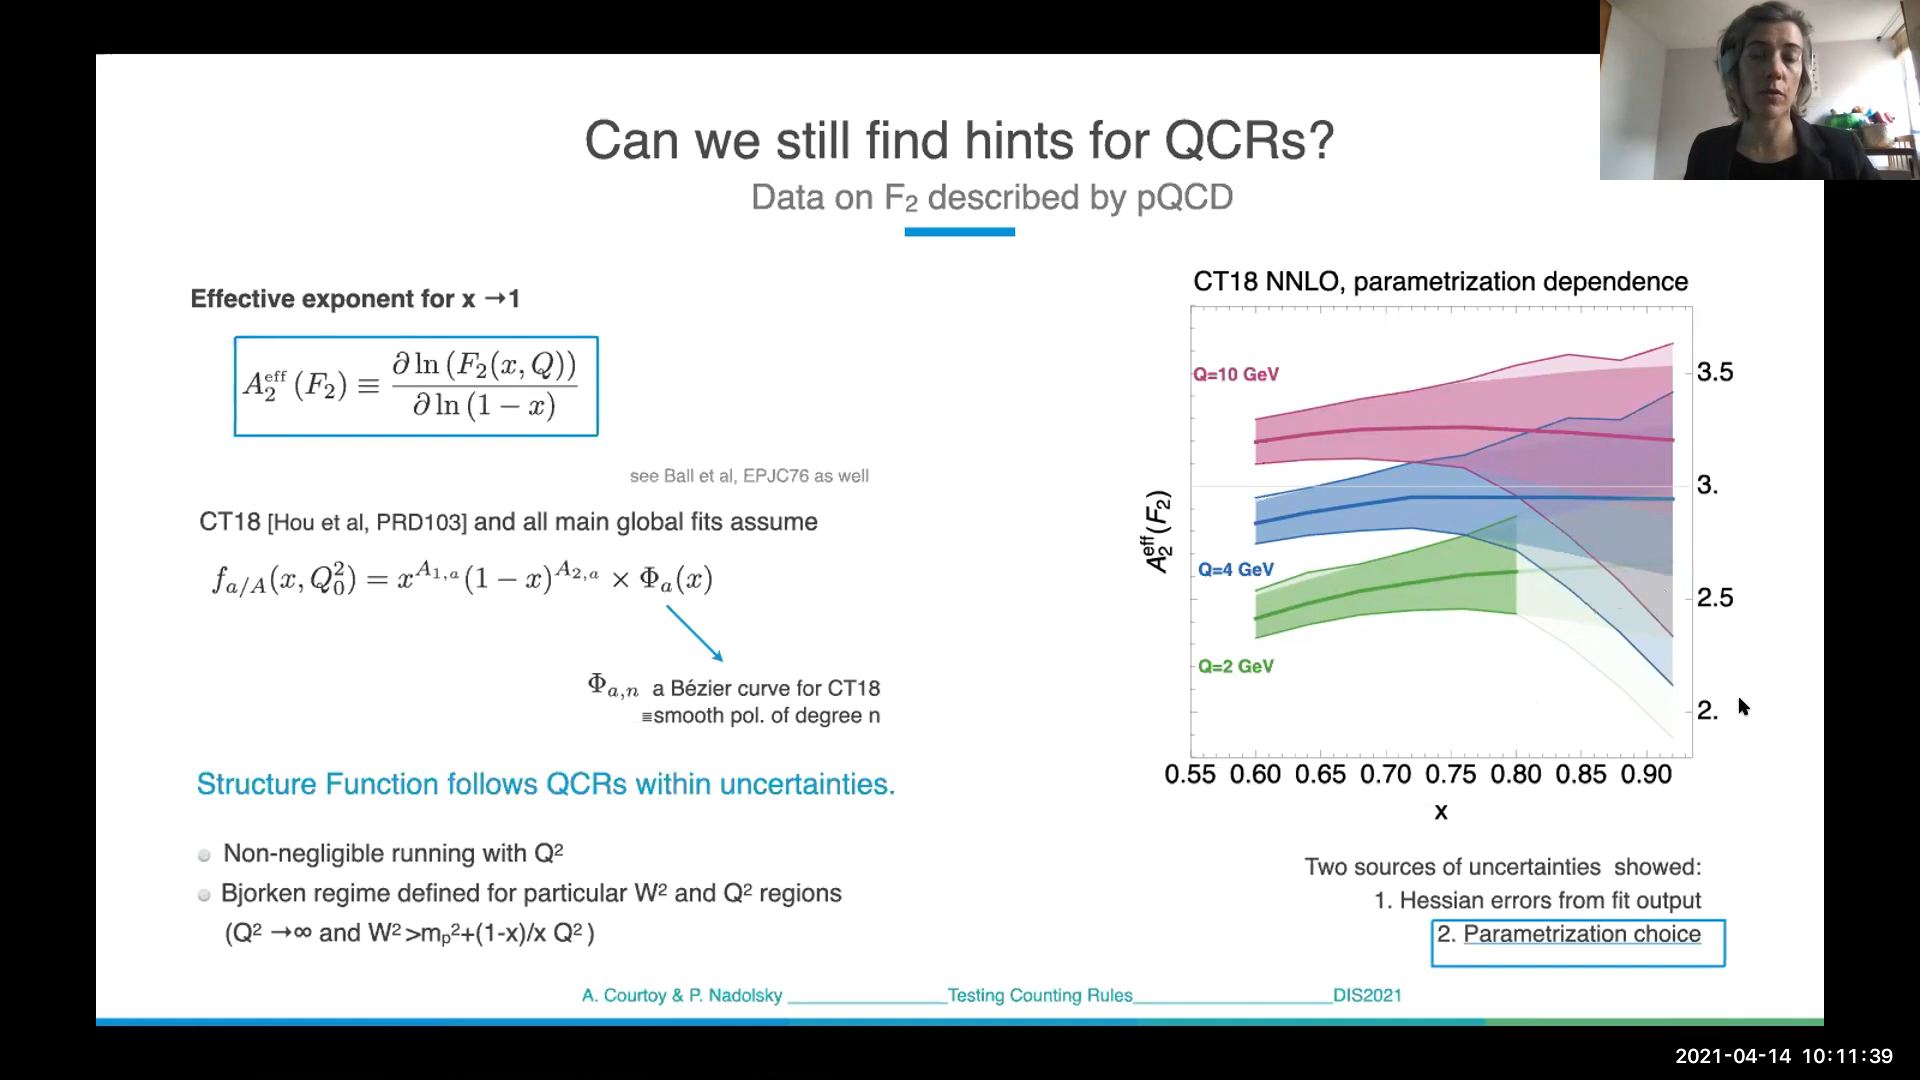 Can we still find hints for QCRs?
Data on F₂ described by pQCD
Effective exponent for x →1
A₂^eff (F₂) ≡ ∂ ln (F₂(x, Q)) / ∂ ln (1 − x)
see Ball et al, EPJC76 as well
CT18 [Hou et al, PRD103] and all main global fits assume
f_{a/A}(x, Q₀²) = x^{A_{1,a}} (1 − x)^{A_{2,a}} × Φ_a(x)
Φ_{a,n} a Bézier curve for CT18
≡smooth pol. of degree n
Structure Function follows QCRs within uncertainties.
Non-negligible running with Q²
Bjorken regime defined for particular W² and Q² regions
(Q² →∞ and W² >mₚ²+(1-x)/x Q² )
CT18 NNLO, parametrization dependence
Q=10 GeV
Q=4 GeV
Q=2 GeV
A₂^eff(F₂)
3.5
3.
2.5
2.
0.55 0.60 0.65 0.70 0.75 0.80 0.85 0.90
x
Two sources of uncertainties showed:
1. Hessian errors from fit output
2. Parametrization choice
A. Courtoy & P. Nadolsky ______________Testing Counting Rules__________________DIS2021
2021-04-14 10:11:39